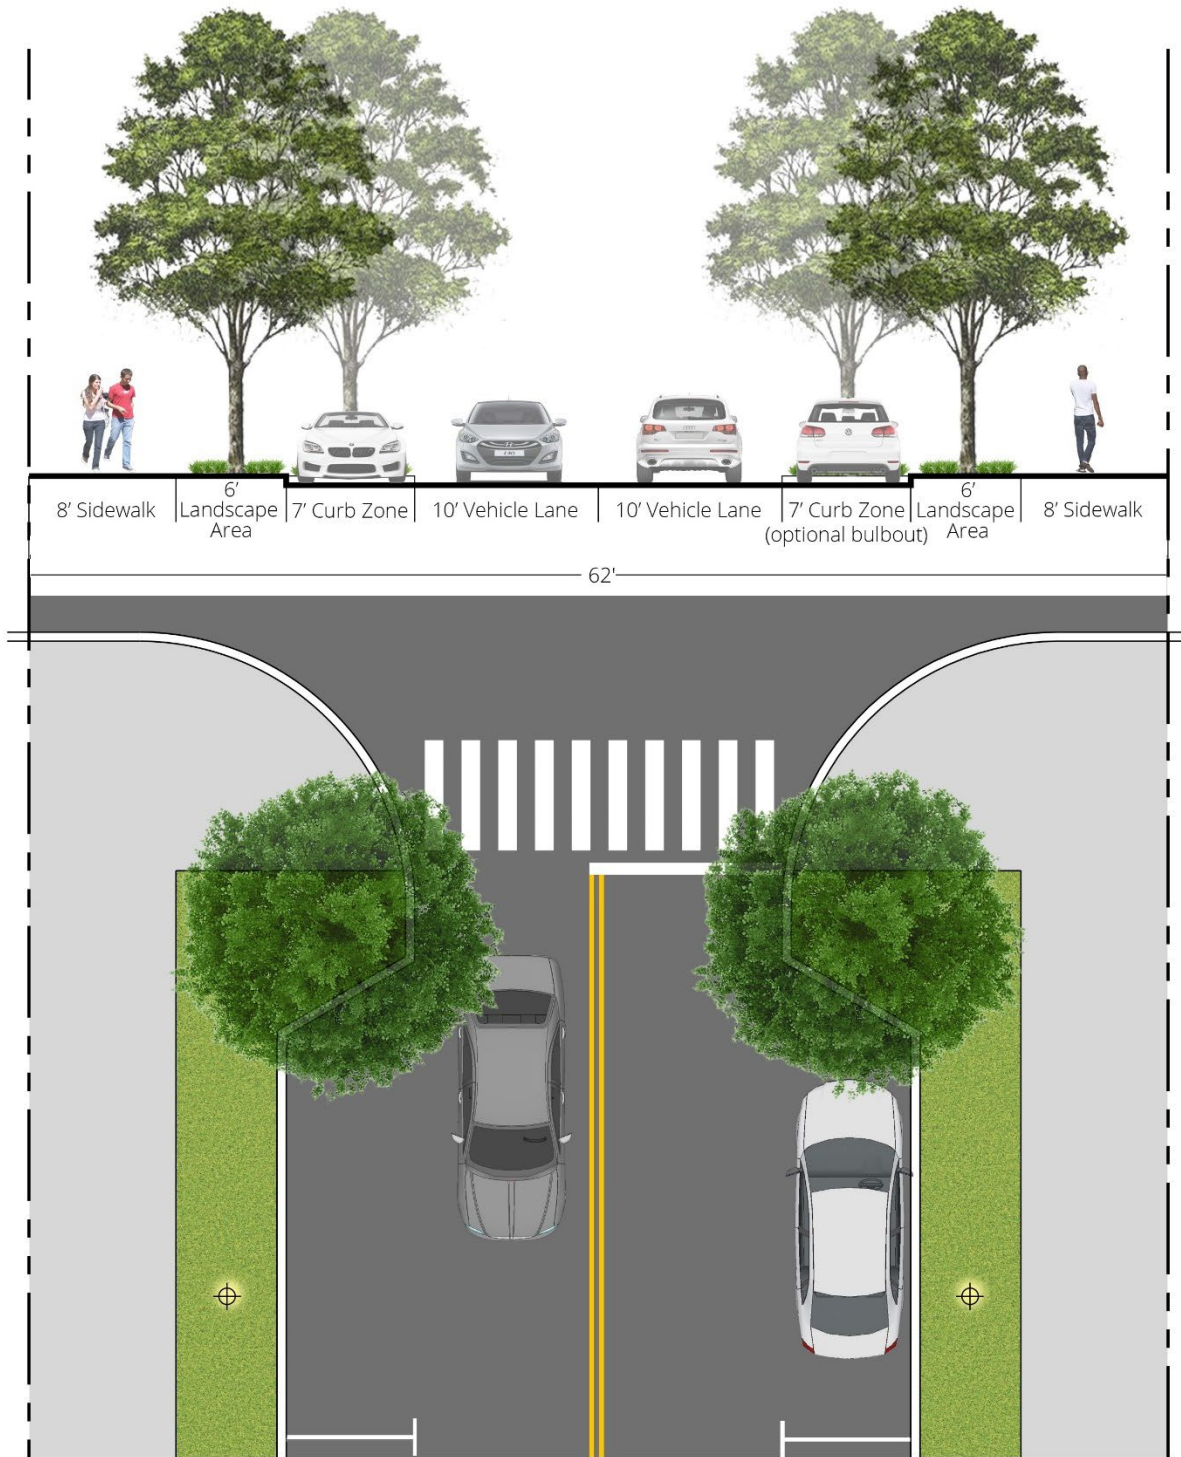 8' Sidewalk
6'
Landscape
Area
7' Curb Zone
10' Vehicle Lane
10' Vehicle Lane
7' Curb Zone
(optional bulbout)
6'
Landscape
Area
8' Sidewalk
62'